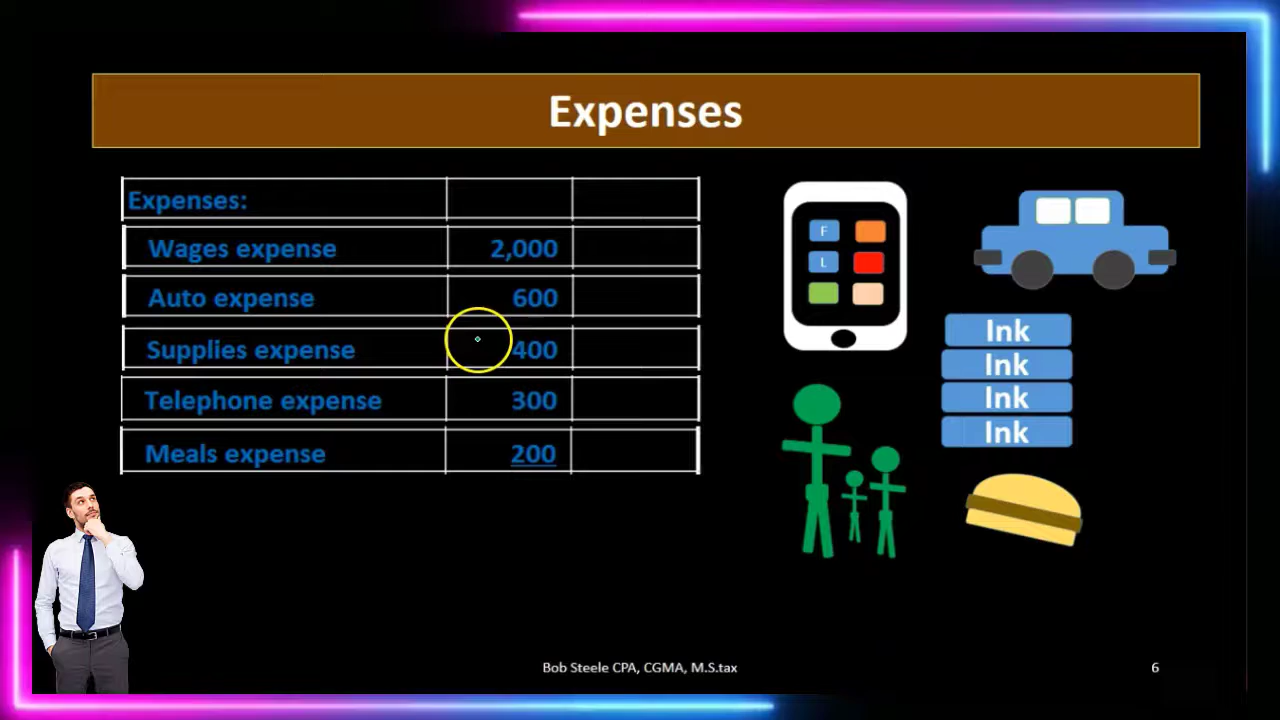 Expenses
Expenses:
Wages expense 2,000
Auto expense 600
Supplies expense 400
Telephone expense 300
Meals expense 200
F
L
Ink
Ink
Ink
Ink
Bob Steele CPA, CGMA, M.S.tax
6